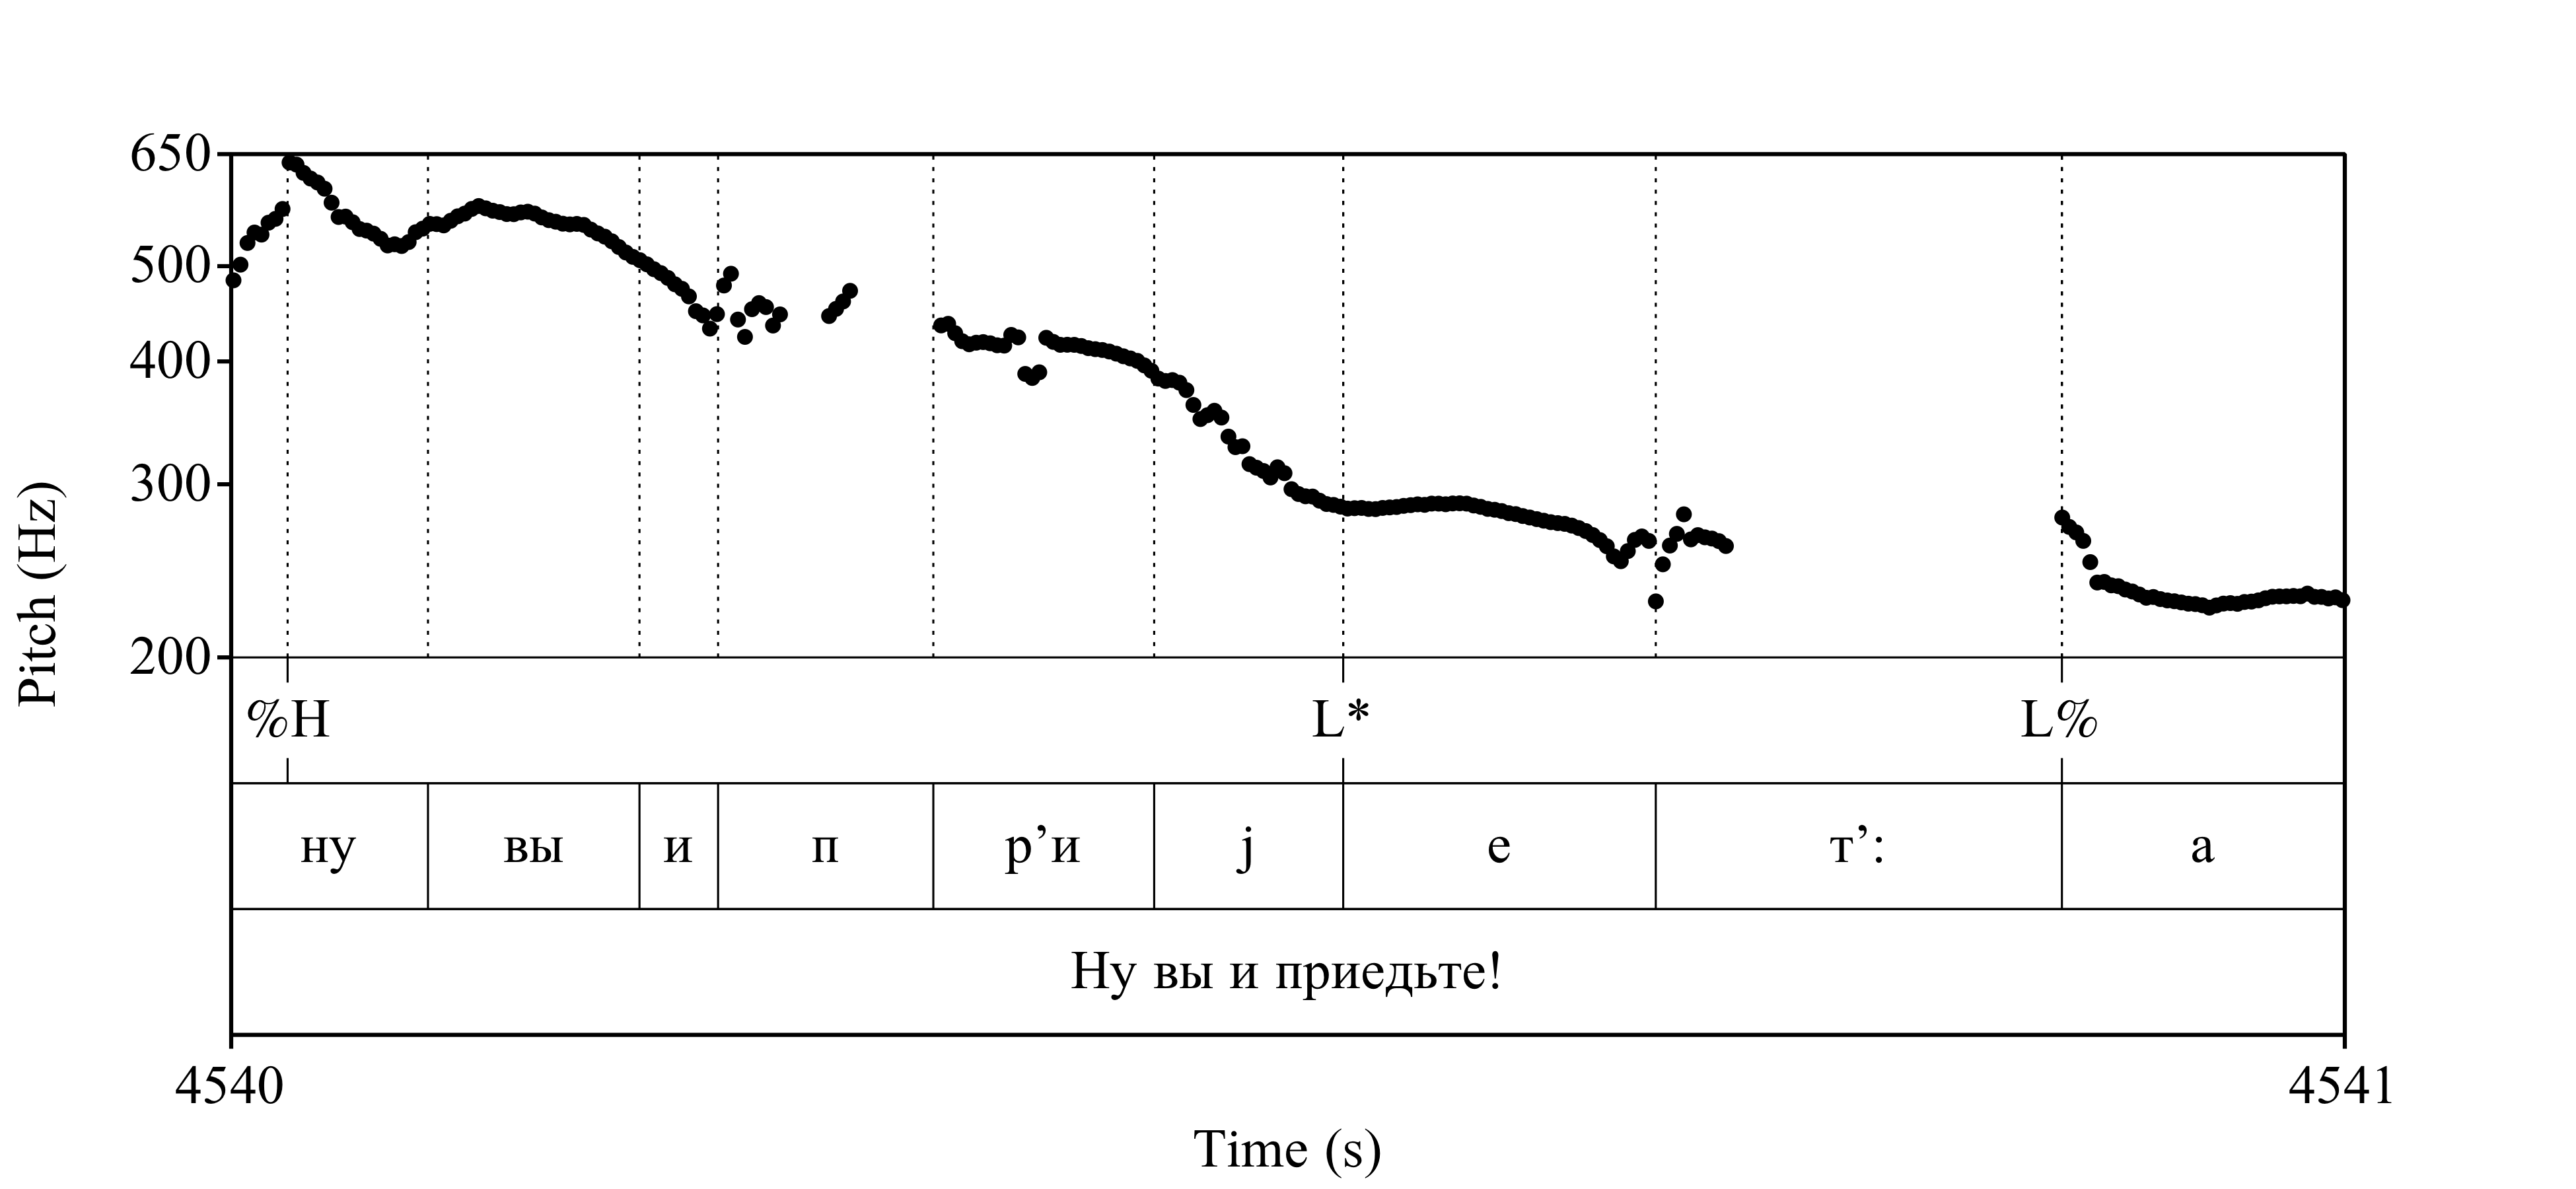 650
500
400
300
200
Pitch (Hz)
%H L* L%
ну вы и п р’и j е т’: а
Ну вы и приедьте!
4540 4541
Time (s)